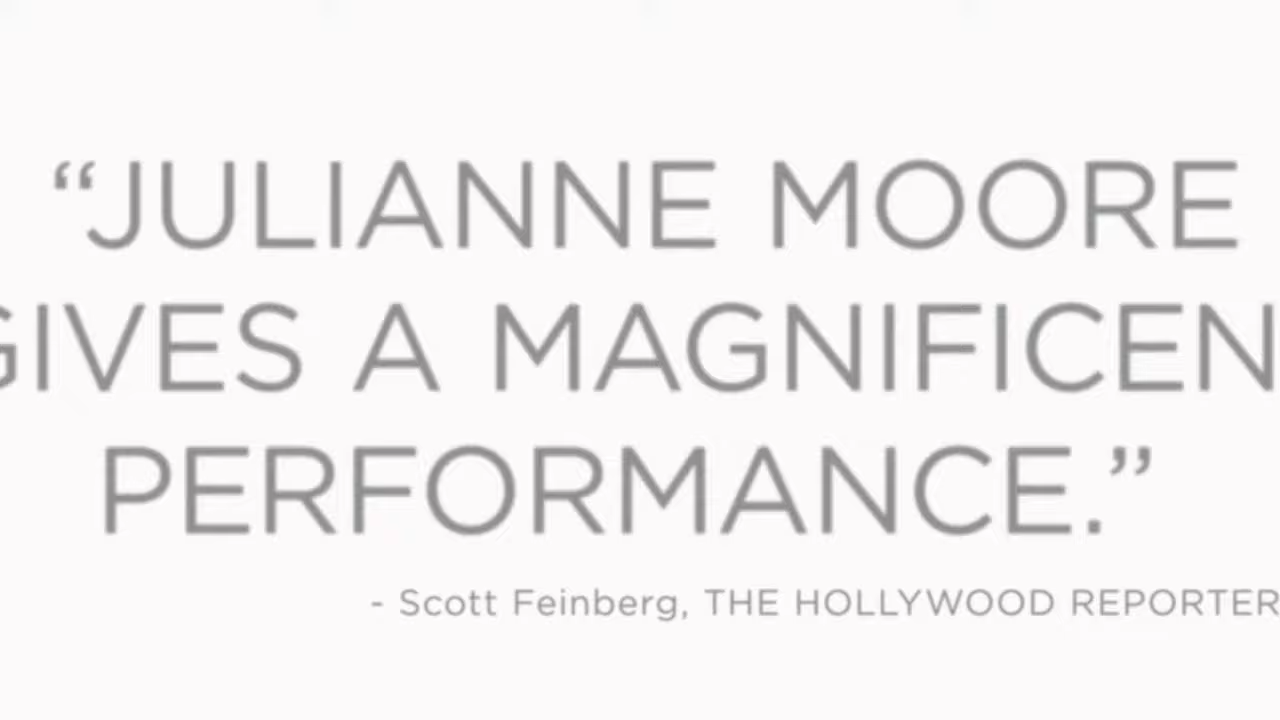 “JULIANNE MOORE
GIVES A MAGNIFICEN
PERFORMANCE.”
- Scott Feinberg, THE HOLLYWOOD REPORTER